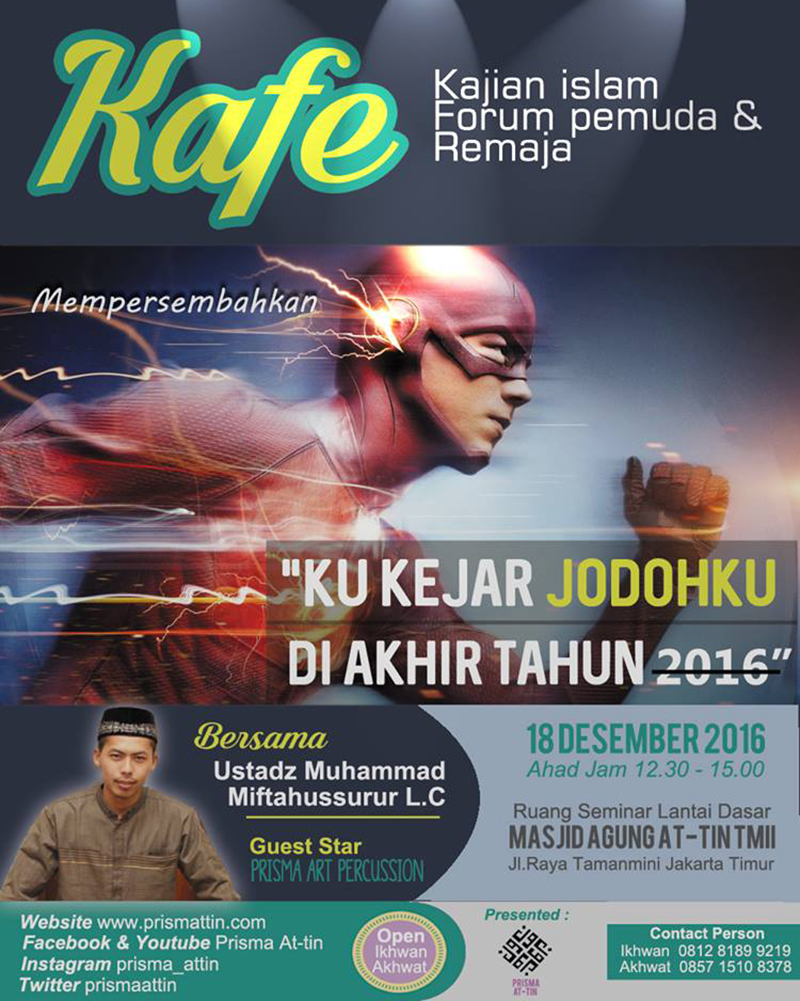 Kafe
Kajian islam
Forum pemuda &
Remaja
Mempersembahkan
"KU KEJAR JODOHKU
DI AKHIR TAHUN 2016"
Bersama
Ustadz Muhammad
Miftahussurur L.C
Guest Star
PRISMA ART PERCUSSION
18 DESEMBER 2016
Ahad Jam 12.30 - 15.00
Ruang Seminar Lantai Dasar
MASJID AGUNG AT-TIN TMII
Jl.Raya Tamanmini Jakarta Timur
Website www.prismattin.com
Facebook & Youtube Prisma At-tin
Instagram prisma_attin
Twitter prismaattin
Open
Ikhwan
Akhwat
Presented :
PRISMA
AT-TIN
Contact Person
Ikhwan 0812 8189 9219
Akhwat 0857 1510 8378